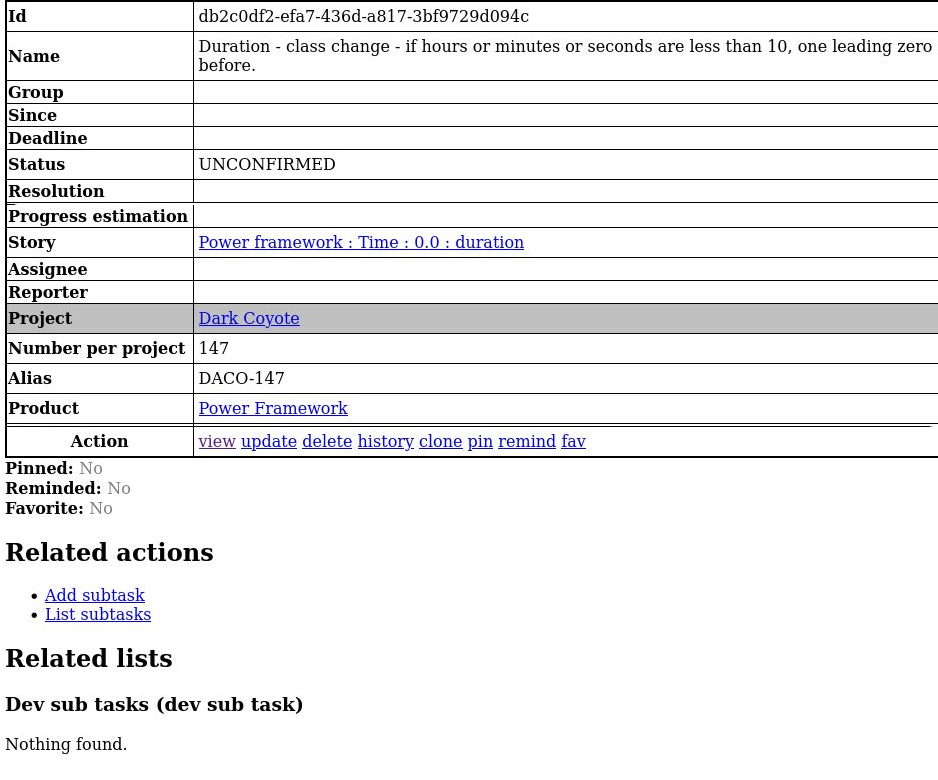 Id db2c0df2-efa7-436d-a817-3bf9729d094c
Name Duration - class change - if hours or minutes or seconds are less than 10, one leading zero
before.
Group
Since
Deadline
Status UNCONFIRMED
Resolution
Progress estimation
Story Power framework : Time : 0.0 : duration
Assignee
Reporter
Project Dark Coyote
Number per project 147
Alias DACO-147
Product Power Framework
Action view update delete history clone pin remind fav
Pinned: No
Reminded: No
Favorite: No
Related actions
• Add subtask
• List subtasks
Related lists
Dev sub tasks (dev sub task)
Nothing found.